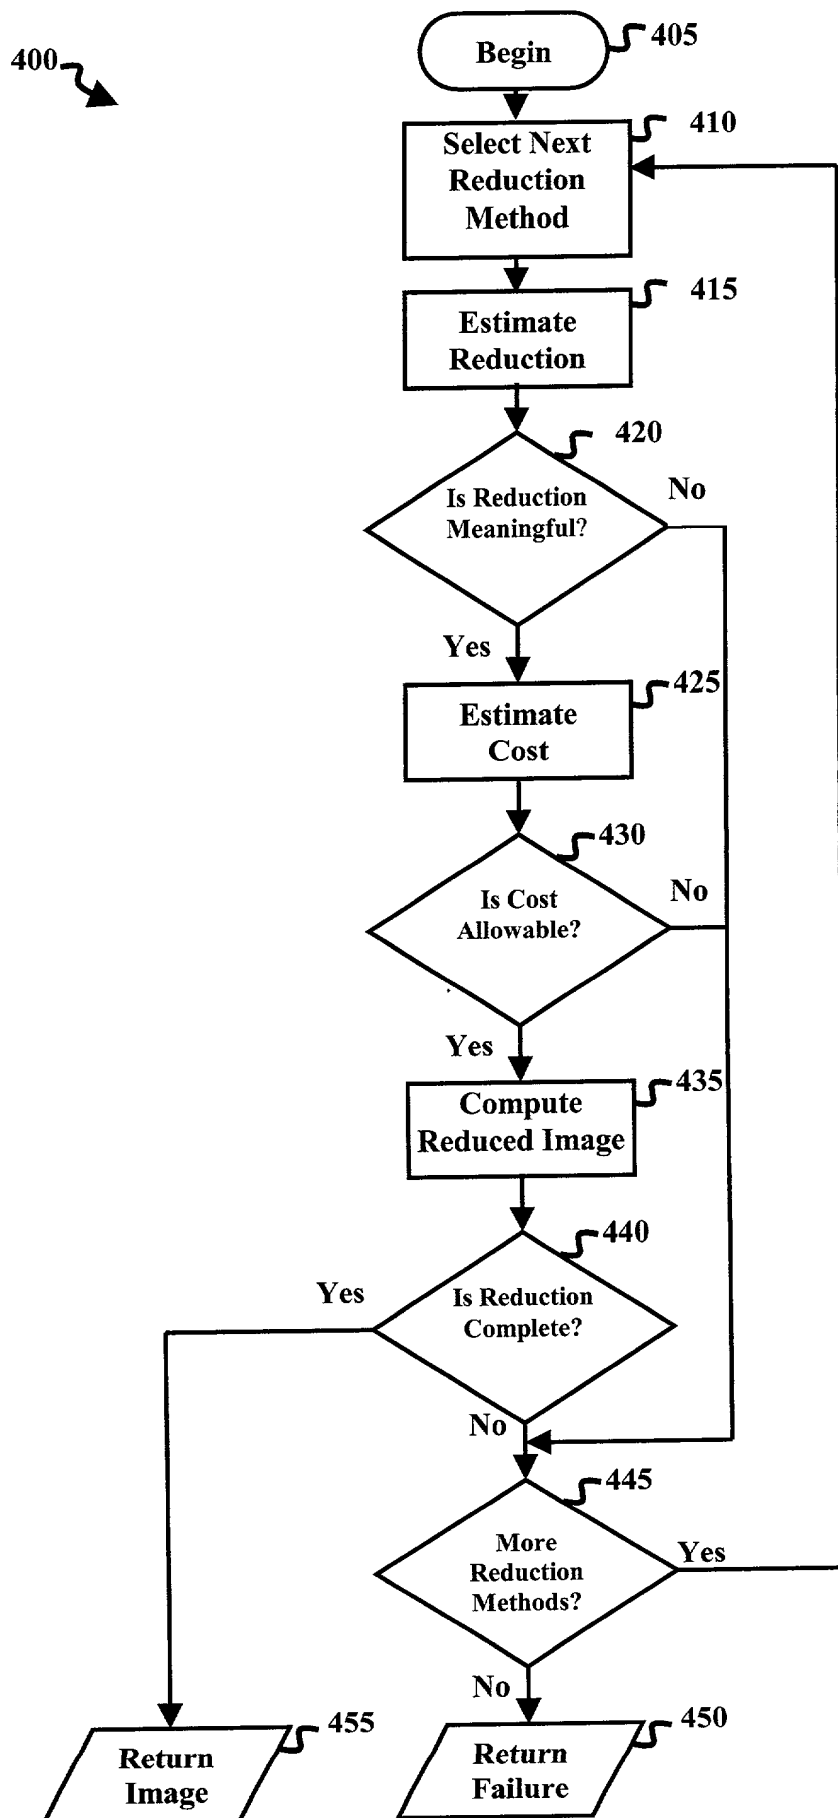 400
Begin
405
Select Next
Reduction
Method
410
Estimate
Reduction
415
Is Reduction
Meaningful?
420
No
Yes
Estimate
Cost
425
Is Cost
Allowable?
430
No
Yes
Compute
Reduced Image
435
Is Reduction
Complete?
440
Yes
No
More
Reduction
Methods?
445
Yes
No
Return
Image
455
Return
Failure
450